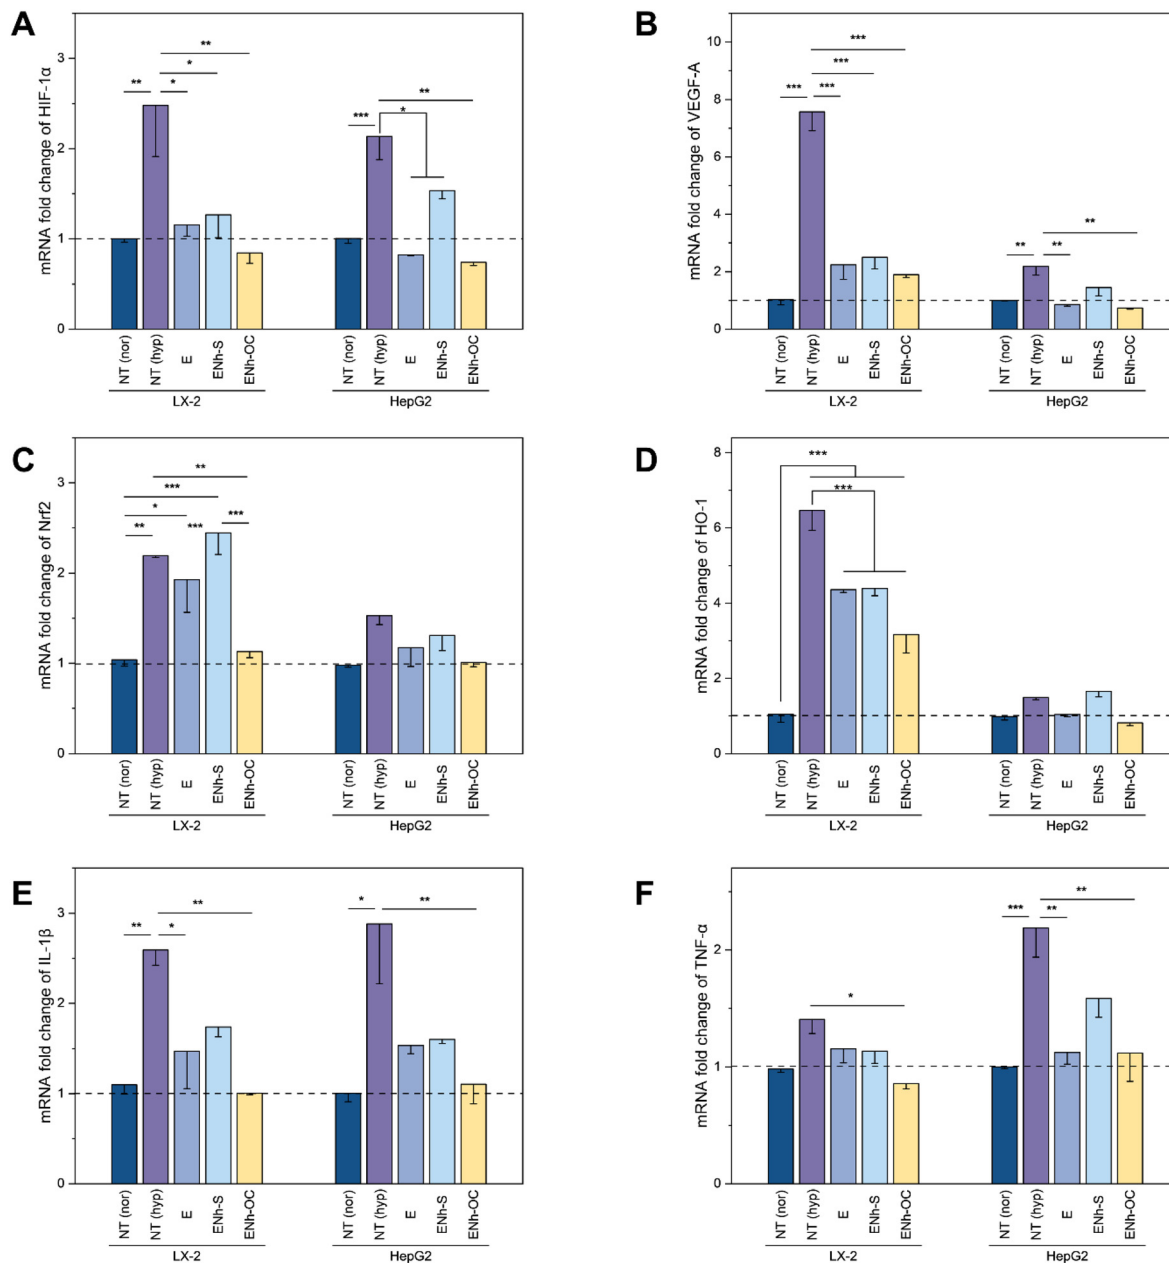 A
mRNA fold change of HIF-1α
3
2
1
0
** * * **
*** * **
NT (nor) NT (hyp) E ENh-S ENh-OC NT (nor) NT (hyp) E ENh-S ENh-OC
LX-2 HepG2
B
mRNA fold change of VEGF-A
10
8
6
4
2
0
*** *** *** ***
** ** **
NT (nor) NT (hyp) E ENh-S ENh-OC NT (nor) NT (hyp) E ENh-S ENh-OC
LX-2 HepG2
C
mRNA fold change of Nrf2
3
2
1
0
**
***
*
** *** ***
NT (nor) NT (hyp) E ENh-S ENh-OC NT (nor) NT (hyp) E ENh-S ENh-OC
LX-2 HepG2
D
mRNA fold change of HO-1
8
6
4
2
0
***
***
NT (nor) NT (hyp) E ENh-S ENh-OC NT (nor) NT (hyp) E ENh-S ENh-OC
LX-2 HepG2
E
mRNA fold change of IL-1β
3
2
1
0
** * **
* **
NT (nor) NT (hyp) E ENh-S ENh-OC NT (nor) NT (hyp) E ENh-S ENh-OC
LX-2 HepG2
F
mRNA fold change of TNF-α
2
1
0
*
*** ** **
NT (nor) NT (hyp) E ENh-S ENh-OC NT (nor) NT (hyp) E ENh-S ENh-OC
LX-2 HepG2